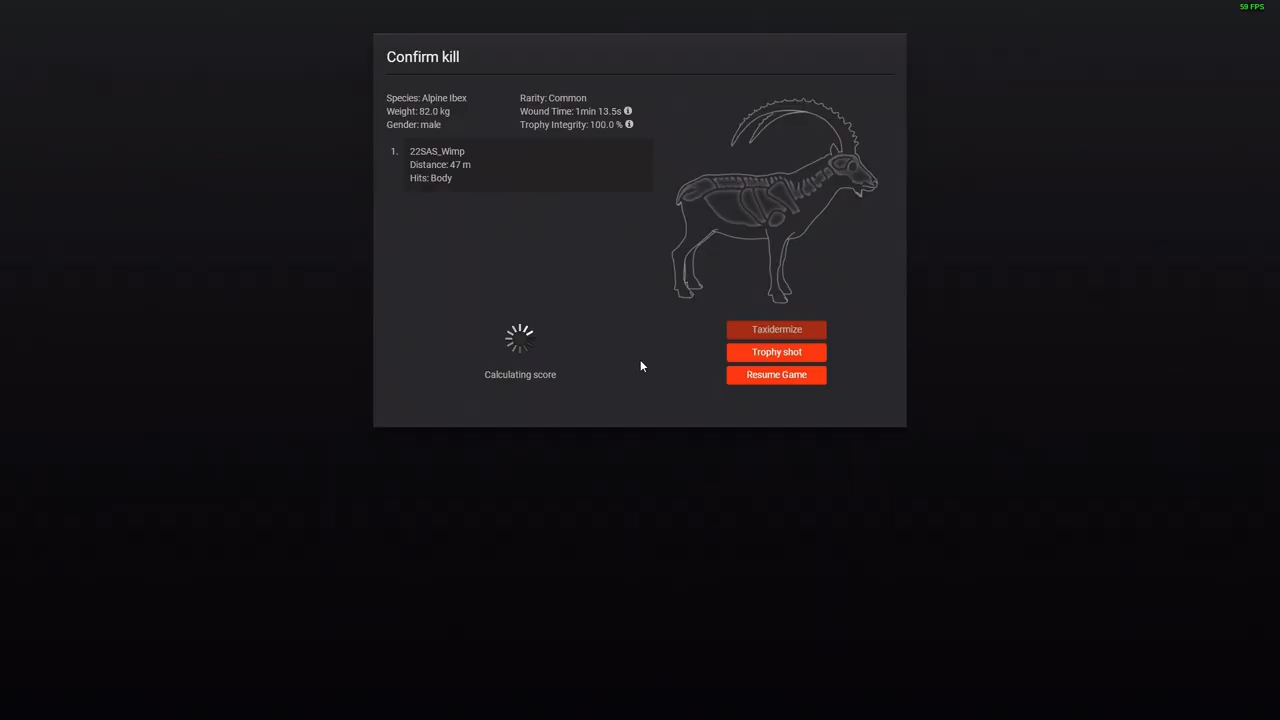 59 FPS
Confirm kill
Species: Alpine Ibex
Rarity: Common
Weight: 82.0 kg
Wound Time: 1min 13.5s
Gender: male
Trophy Integrity: 100.0 %
1. 22SAS_Wimp
Distance: 47 m
Hits: Body
Taxidermize
Trophy shot
Calculating score
Resume Game